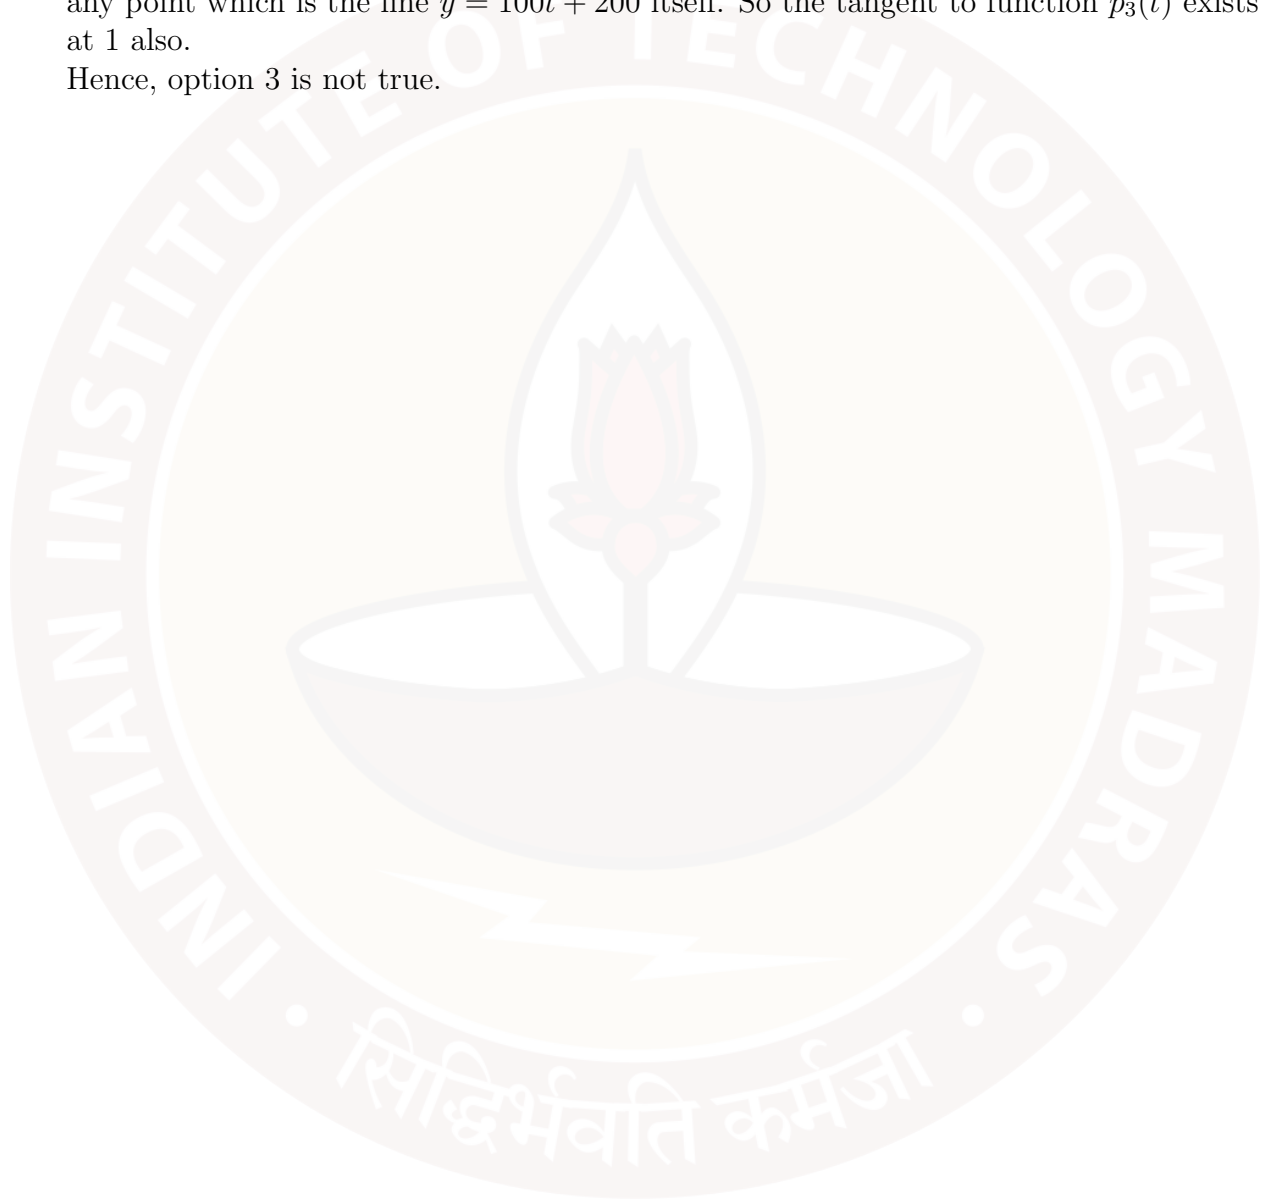 any point which is the line y = 100t + 200 itself. So the tangent to function p₃(t) exists
at 1 also.
Hence, option 3 is not true.
INDIAN INSTITUTE OF TECHNOLOGY MADRAS
सिद्धिर्भवति कर्मजा